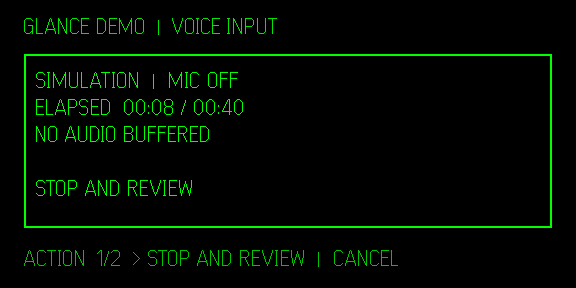 GLANCE DEMO | VOICE INPUT
SIMULATION | MIC OFF
ELAPSED 00:08 / 00:40
NO AUDIO BUFFERED
STOP AND REVIEW
ACTION 1/2 > STOP AND REVIEW | CANCEL